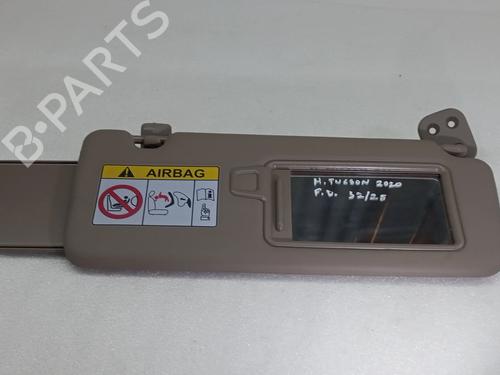 B-PARTS
AIRBAG
H. TUCSON 2020
F.D. 32/25